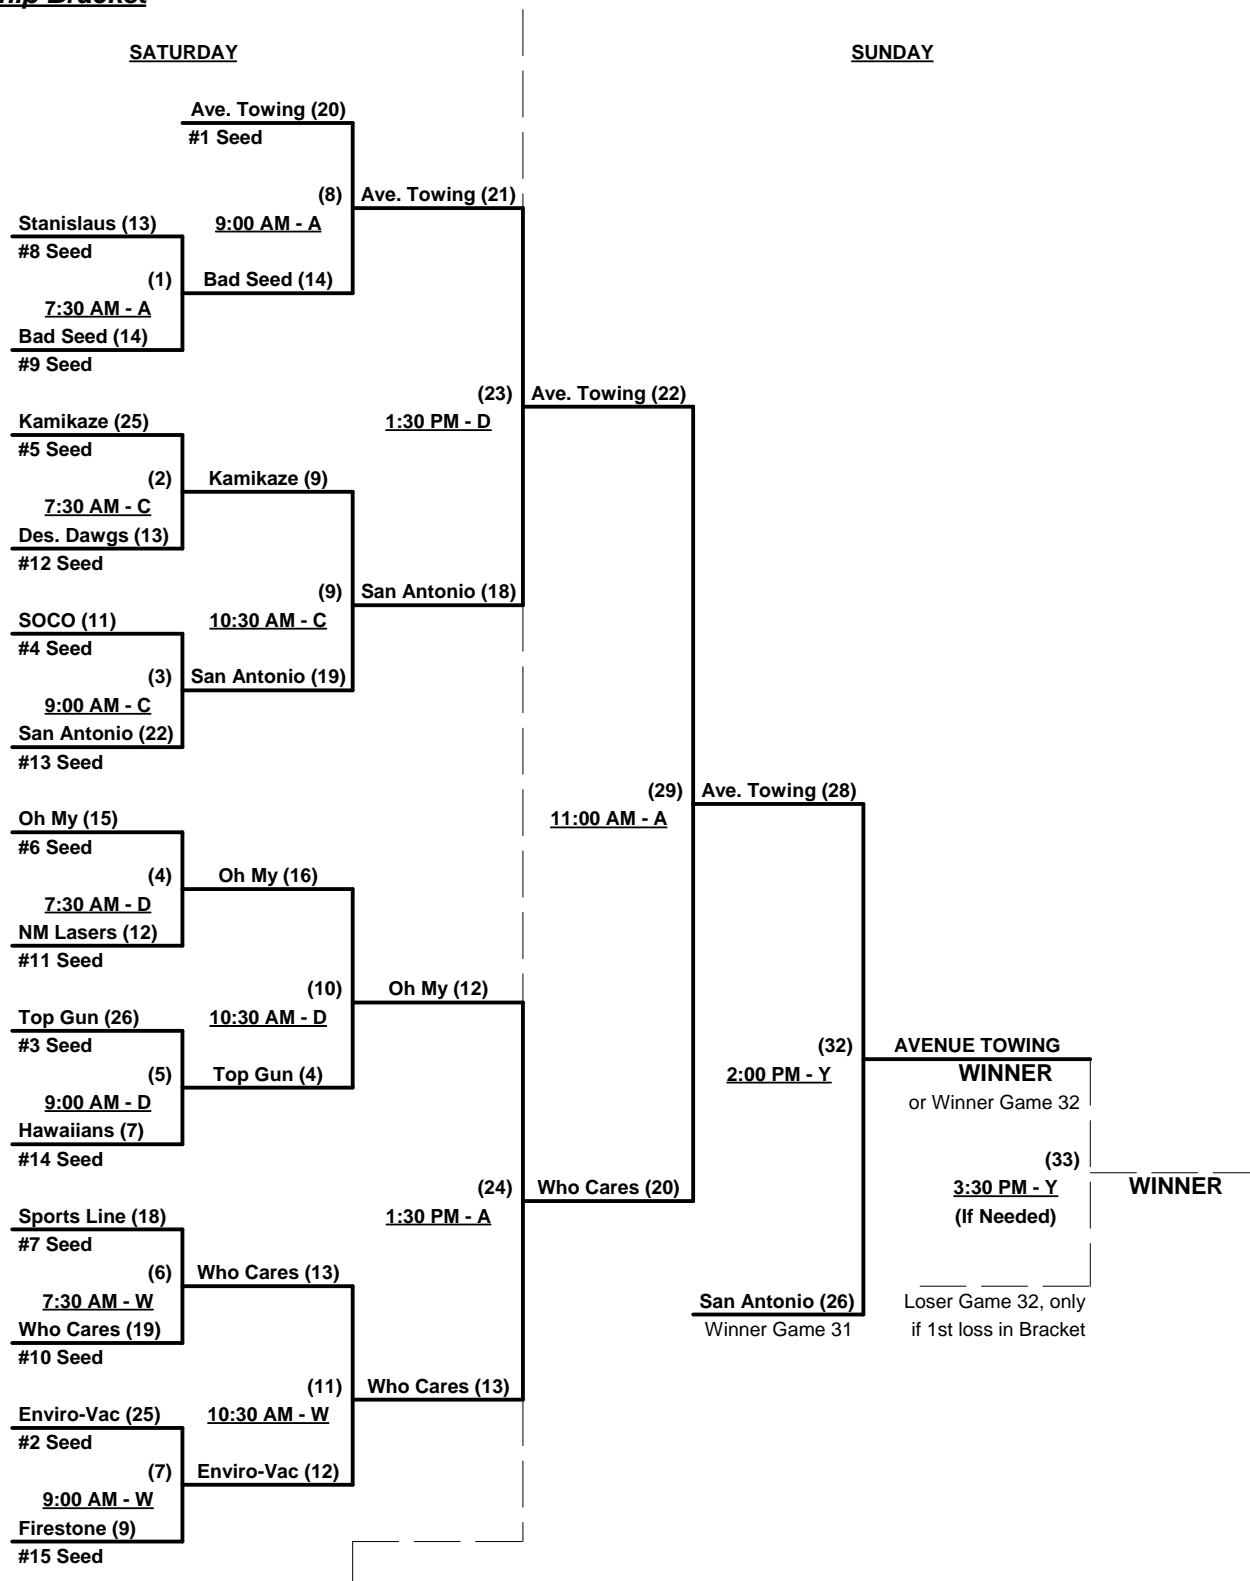 Bracket
SATURDAY
SUNDAY
Ave. Towing (20)
#1 Seed
(8)
Ave. Towing (21)
9:00 AM - A
Stanislaus (13)
#8 Seed
(1)
Bad Seed (14)
7:30 AM - A
Bad Seed (14)
#9 Seed
(23)
Ave. Towing (22)
1:30 PM - D
Kamikaze (25)
#5 Seed
(2)
Kamikaze (9)
7:30 AM - C
Des. Dawgs (13)
#12 Seed
(9)
San Antonio (18)
10:30 AM - C
SOCO (11)
#4 Seed
(3)
San Antonio (19)
9:00 AM - C
San Antonio (22)
#13 Seed
(29)
Ave. Towing (28)
11:00 AM - A
Oh My (15)
#6 Seed
(4)
Oh My (16)
7:30 AM - D
NM Lasers (12)
#11 Seed
(10)
Oh My (12)
10:30 AM - D
Top Gun (26)
#3 Seed
(5)
Top Gun (4)
9:00 AM - D
Hawaiians (7)
#14 Seed
(32)
AVENUE TOWING
2:00 PM - Y
WINNER
or Winner Game 32
(33)
3:30 PM - Y
WINNER
(If Needed)
(24)
Who Cares (20)
1:30 PM - A
Sports Line (18)
#7 Seed
(6)
Who Cares (13)
7:30 AM - W
Who Cares (19)
#10 Seed
San Antonio (26)
Winner Game 31
Loser Game 32, only
if 1st loss in Bracket
(11)
Who Cares (13)
10:30 AM - W
Enviro-Vac (25)
#2 Seed
(7)
Enviro-Vac (12)
9:00 AM - W
Firestone (9)
#15 Seed